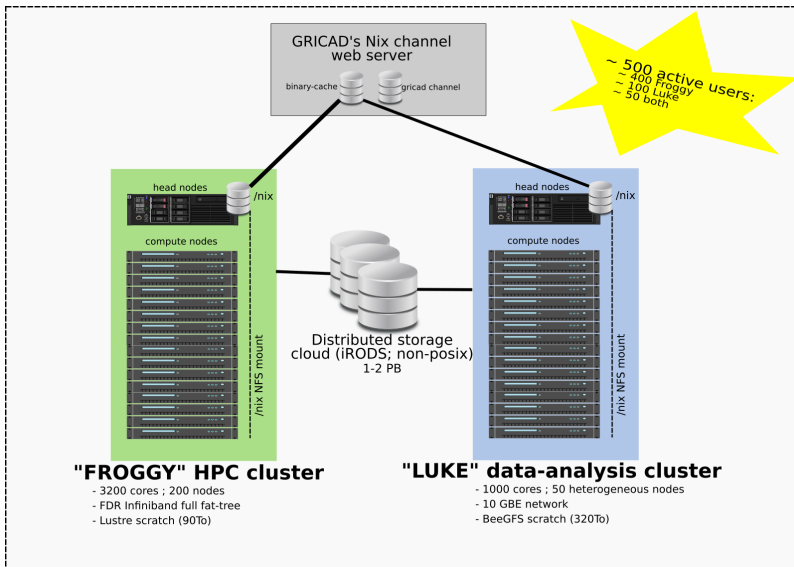 GRICAD's Nix channel
web server
binary-cache
gricad channel
~ 500 active users:
~ 400 Froggy
~ 100 Luke
~ 50 both
head nodes
/nix
compute nodes
/nix NFS mount
head nodes
/nix
compute nodes
/nix NFS mount
Distributed storage
cloud (iRODS; non-posix)
1-2 PB
"FROGGY" HPC cluster
- 3200 cores ; 200 nodes
- FDR Infiniband full fat-tree
- Lustre scratch (90To)
"LUKE" data-analysis cluster
- 1000 cores ; 50 heterogeneous nodes
- 10 GBE network
- BeeGFS scratch (320To)